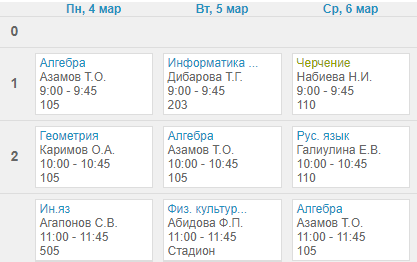 Пн, 4 мар Вт, 5 мар Ср, 6 мар
0
1
Алгебра
Азамов Т.О.
9:00 - 9:45
105
Информатика ...
Дибарова Т.Г.
9:00 - 9:45
203
Черчение
Набиева Н.И.
9:00 - 9:45
110
2
Геометрия
Каримов О.А.
10:00 - 10:45
105
Алгебра
Азамов Т.О.
10:00 - 10:45
105
Рус. язык
Галиулина Е.В.
10:00 - 10:45
110
Ин.яз
Агапонов С.В.
11:00 - 11:45
505
Физ. культур...
Абидова Ф.П.
11:00 - 11:45
Стадион
Алгебра
Азамов Т.О.
11:00 - 11:45
105